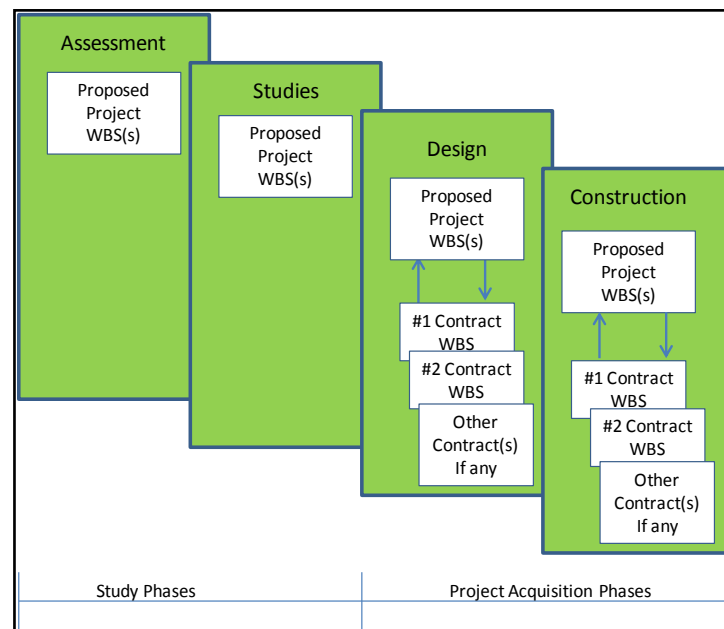 Assessment
Proposed
Project
WBS(s)
Studies
Proposed
Project
WBS(s)
Design
Proposed
Project
WBS(s)
#1 Contract
WBS
#2 Contract
WBS
Other
Contract(s)
If any
Construction
Proposed
Project
WBS(s)
#1 Contract
WBS
#2 Contract
WBS
Other
Contract(s)
If any
Study Phases
Project Acquisition Phases